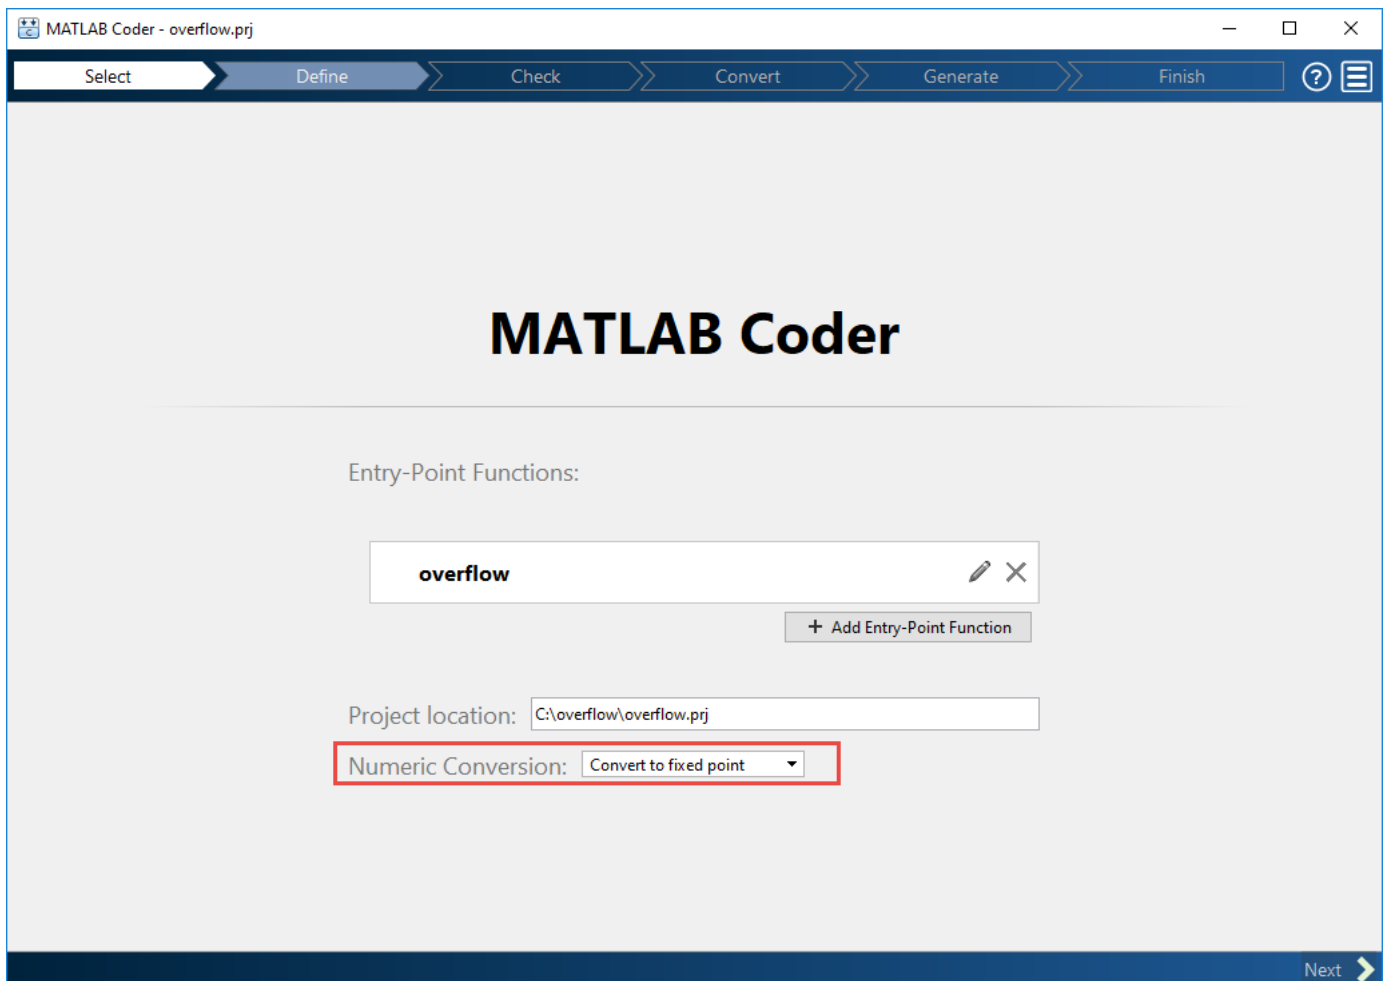 MATLAB Coder - overflow.prj
Select Define Check Convert Generate Finish ?
MATLAB Coder
Entry-Point Functions:
overflow
+ Add Entry-Point Function
Project location: C:\overflow\overflow.prj
Numeric Conversion: Convert to fixed point
Next